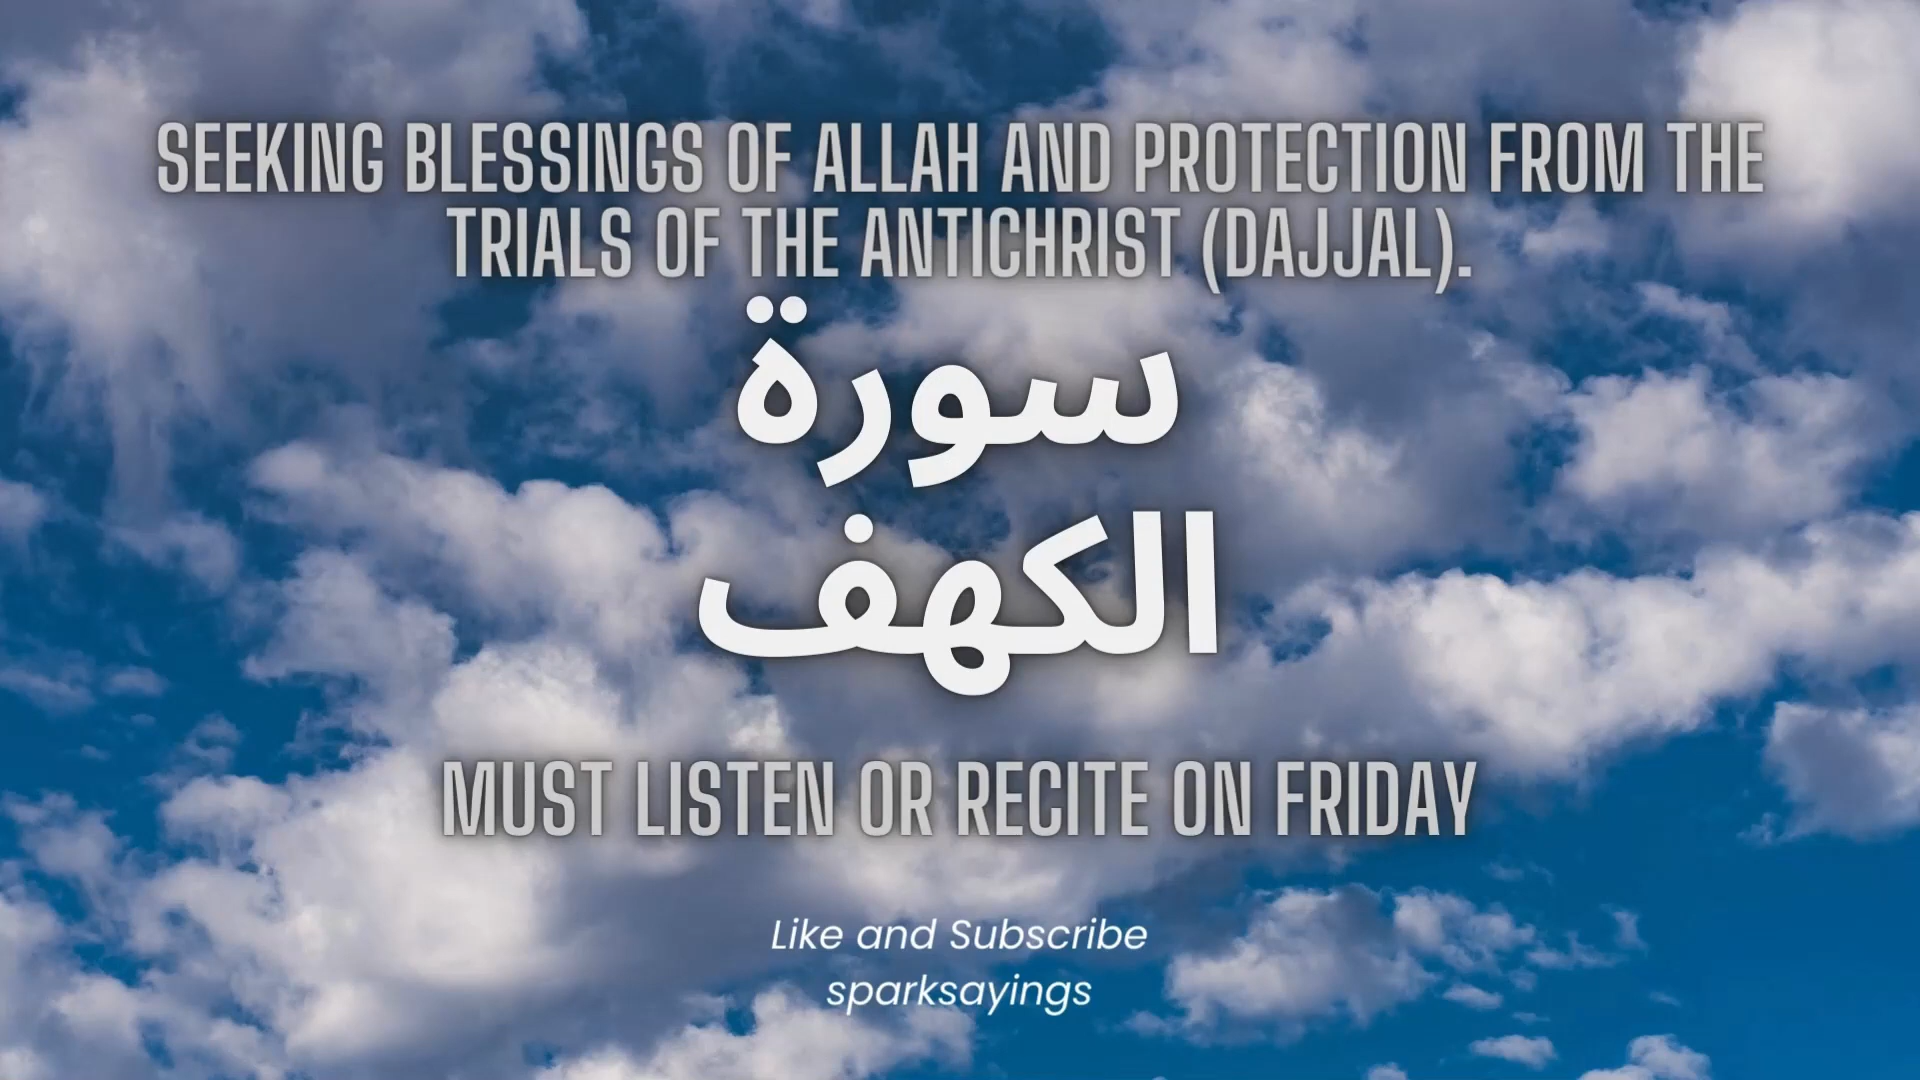 SEEKING BLESSINGS OF ALLAH AND PROTECTION FROM THE
TRIALS OF THE ANTICHRIST (DAJJAL).
سورة
الكهف
MUST LISTEN OR RECITE ON FRIDAY
Like and Subscribe
sparksayings